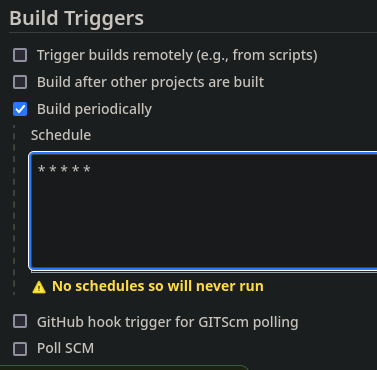 Build Triggers
Trigger builds remotely (e.g., from scripts)
Build after other projects are built
Build periodically
Schedule
* * * * *
No schedules so will never run
GitHub hook trigger for GITScm polling
Poll SCM